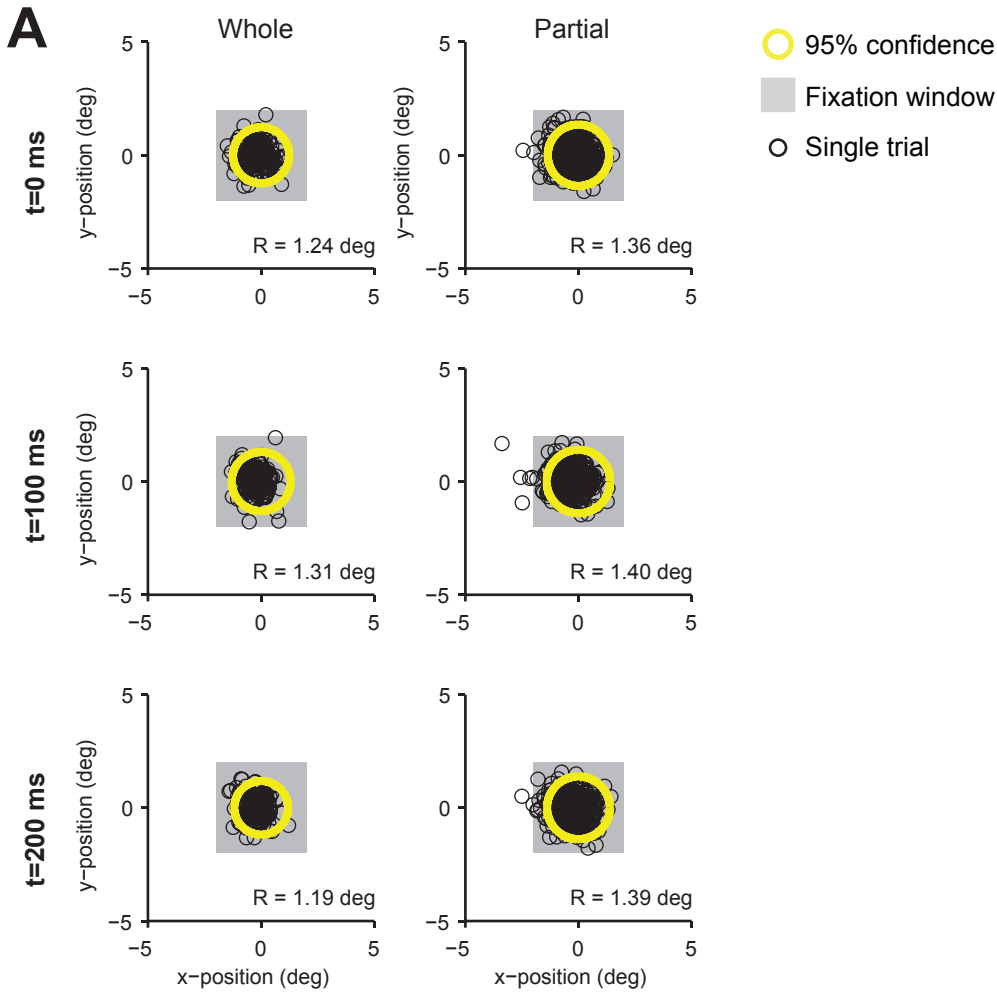 A
Whole
Partial
95% confidence
Fixation window
Single trial
t=0 ms
y−position (deg)
5
0
−5
−5
0
5
R = 1.24 deg
y−position (deg)
5
0
−5
−5
0
5
R = 1.36 deg
t=100 ms
y−position (deg)
5
0
−5
−5
0
5
R = 1.31 deg
5
0
−5
−5
0
5
R = 1.40 deg
t=200 ms
y−position (deg)
5
0
−5
−5
0
5
R = 1.19 deg
x−position (deg)
5
0
−5
−5
0
5
R = 1.39 deg
x−position (deg)